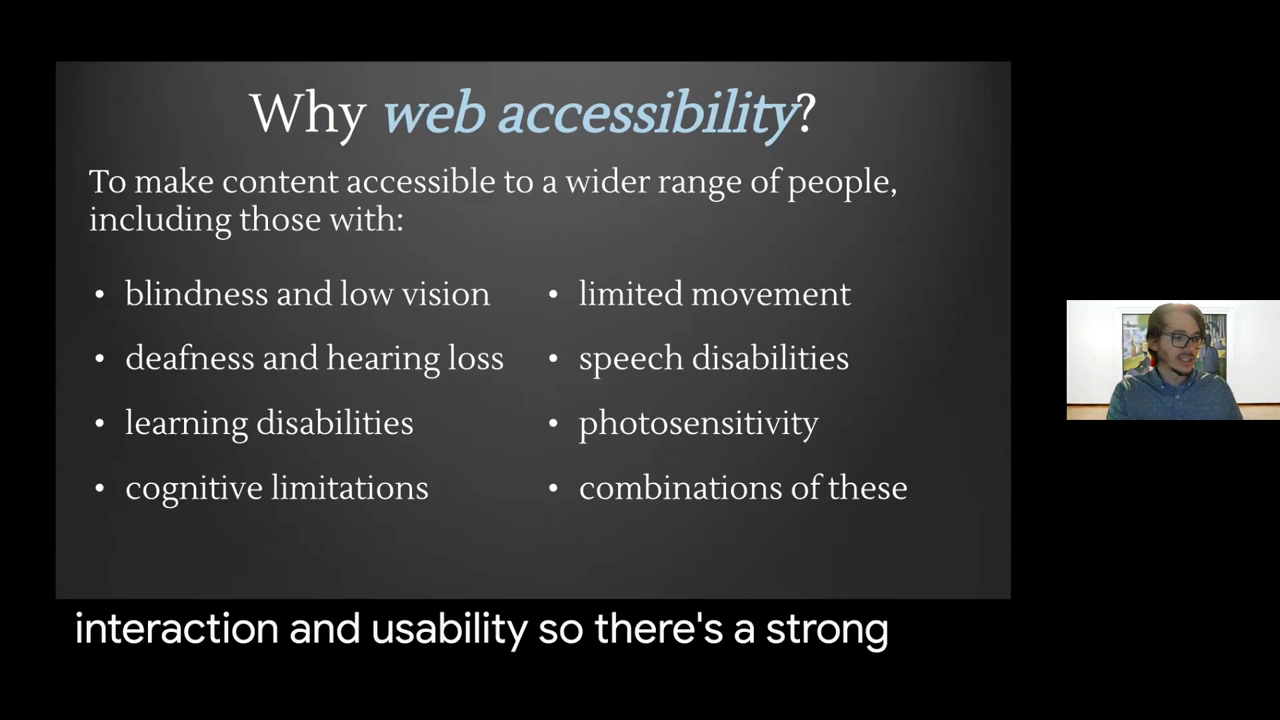 Why web accessibility?
To make content accessible to a wider range of people,
including those with:
• blindness and low vision
• deafness and hearing loss
• learning disabilities
• cognitive limitations
• limited movement
• speech disabilities
• photosensitivity
• combinations of these
interaction and usability so there's a strong